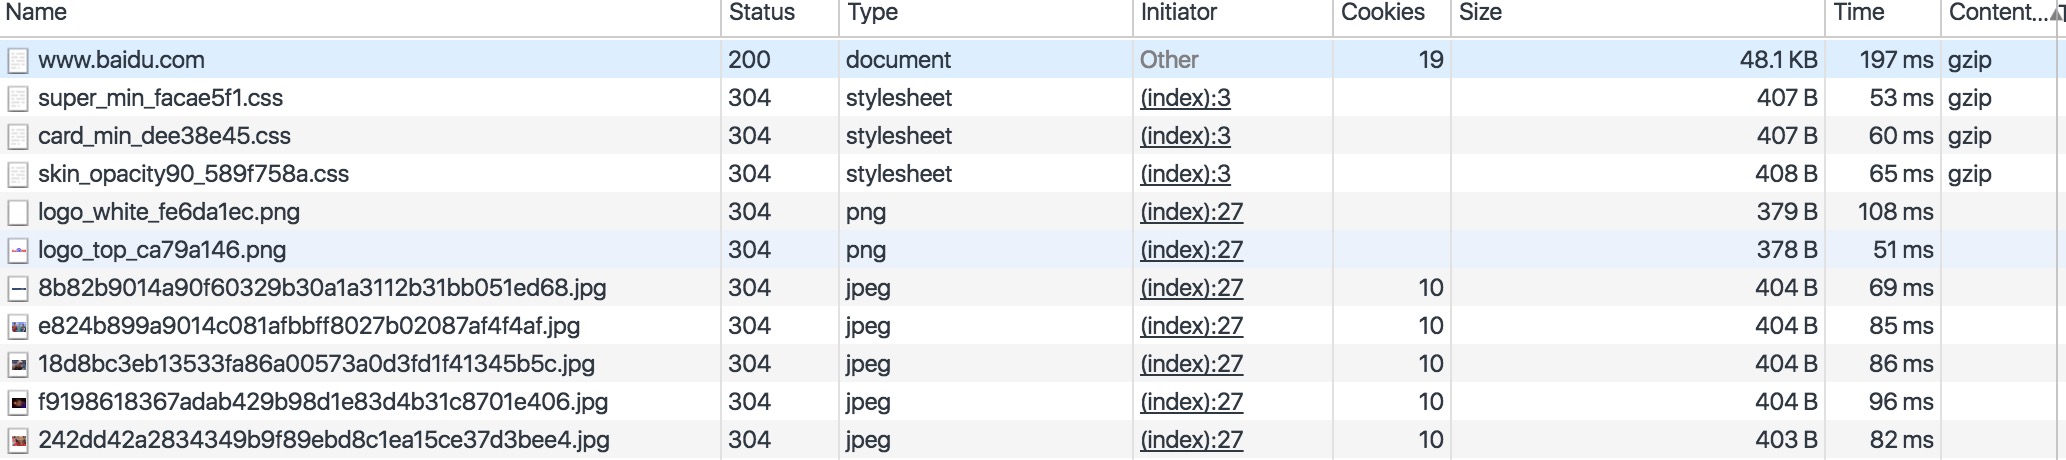 Name Status Type Initiator Cookies Size Time Content...
www.baidu.com 200 document Other 19 48.1 KB 197 ms gzip
super_min_facae5f1.css 304 stylesheet (index):3 407 B 53 ms gzip
card_min_dee38e45.css 304 stylesheet (index):3 407 B 60 ms gzip
skin_opacity90_589f758a.css 304 stylesheet (index):3 408 B 65 ms gzip
logo_white_fe6da1ec.png 304 png (index):27 379 B 108 ms
logo_top_ca79a146.png 304 png (index):27 378 B 51 ms
8b82b9014a90f60329b30a1a3112b31bb051ed68.jpg 304 jpeg (index):27 10 404 B 69 ms
e824b899a9014c081afbbff8027b02087af4f4af.jpg 304 jpeg (index):27 10 404 B 85 ms
18d8bc3eb13533fa86a00573a0d3fd1f41345b5c.jpg 304 jpeg (index):27 10 404 B 86 ms
f9198618367adab429b98d1e83d4b31c8701e406.jpg 304 jpeg (index):27 10 404 B 96 ms
242dd42a2834349b9f89ebd8c1ea15ce37d3bee4.jpg 304 jpeg (index):27 10 403 B 82 ms